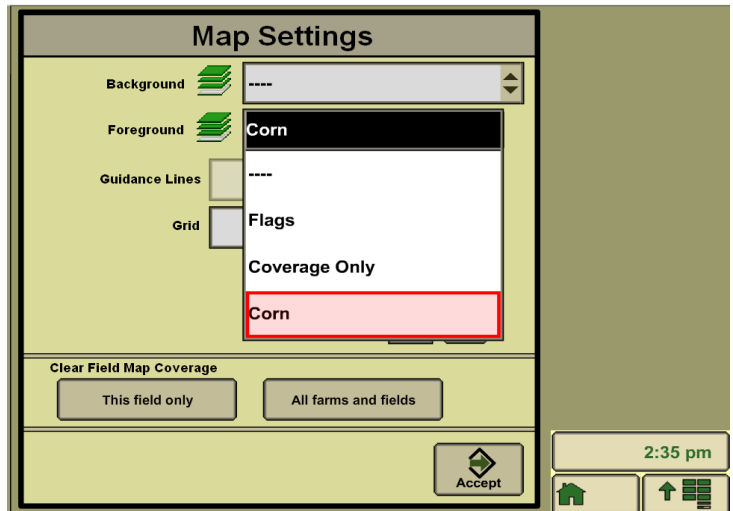 Map Settings
Background
----
Foreground
Corn
----
Guidance Lines
Flags
Grid
Coverage Only
Corn
Clear Field Map Coverage
This field only
All farms and fields
Accept
2:35 pm